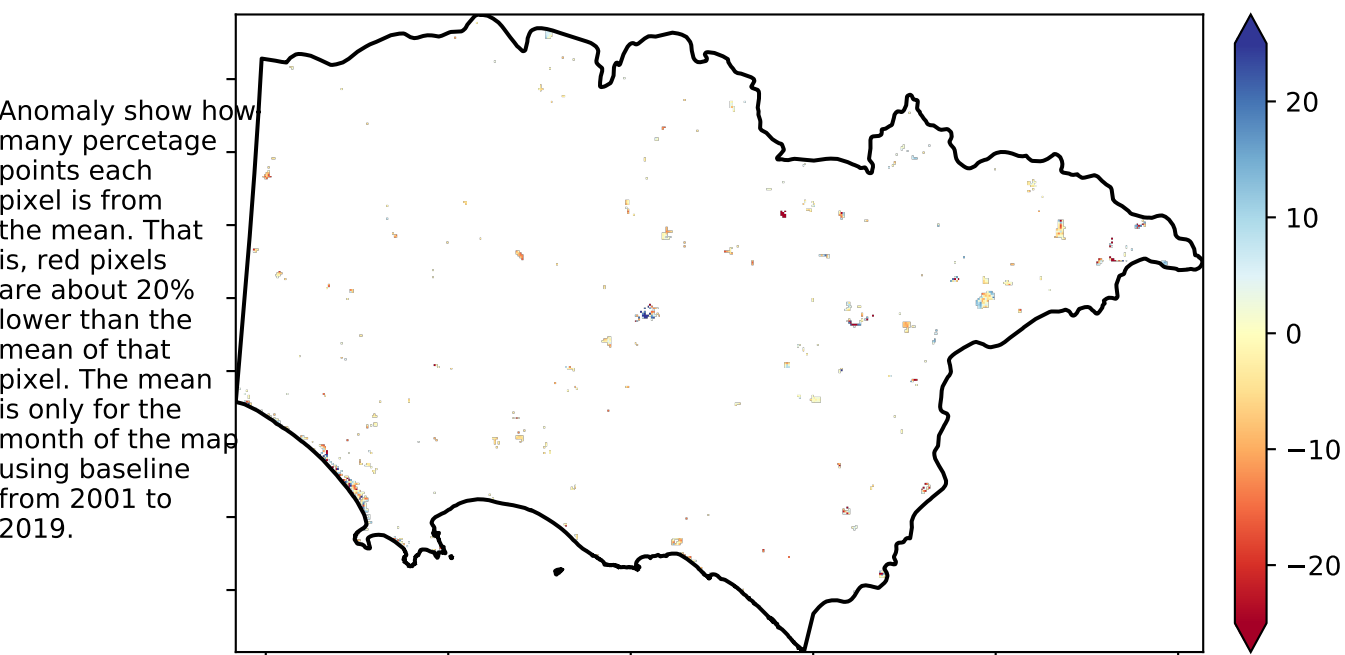 Anomaly show how
many percetage
points each
pixel is from
the mean. That
is, red pixels
are about 20%
lower than the
mean of that
pixel. The mean
is only for the
month of the map
using baseline
from 2001 to
2019.
20
10
0
−10
−20